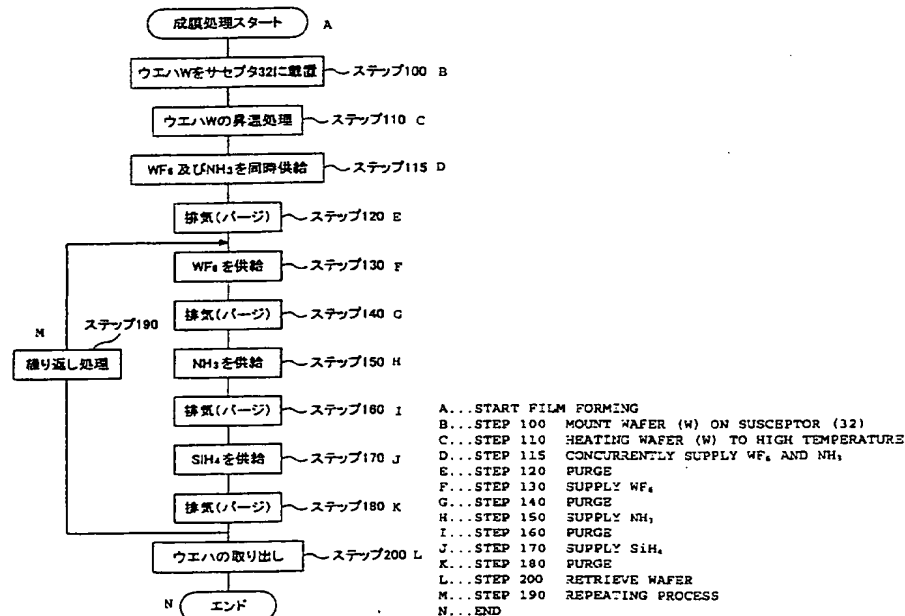 成膜処理スタート A
ウエハWをサセプタ32に載置 ステップ100 B
ウエハWの昇温処理 ステップ110 C
WF₆ 及びNH₃を同時供給 ステップ115 D
排気(パージ) ステップ120 E
WF₆ を供給 ステップ130 F
排気(パージ) ステップ140 G
M ステップ190
繰り返し処理
NH₃を供給 ステップ150 H
排気(パージ) ステップ160 I
SiH₄を供給 ステップ170 J
排気(パージ) ステップ180 K
ウエハの取り出し ステップ200 L
N エンド
A...START FILM FORMING
B...STEP 100 MOUNT WAFER (W) ON SUSCEPTOR (32)
C...STEP 110 HEATING WAFER (W) TO HIGH TEMPERATURE
D...STEP 115 CONCURRENTLY SUPPLY WF₆ AND NH₃
E...STEP 120 PURGE
F...STEP 130 SUPPLY WF₆
G...STEP 140 PURGE
H...STEP 150 SUPPLY NH₃
I...STEP 160 PURGE
J...STEP 170 SUPPLY SiH₄
K...STEP 180 PURGE
L...STEP 200 RETRIEVE WAFER
M...STEP 190 REPEATING PROCESS
N...END